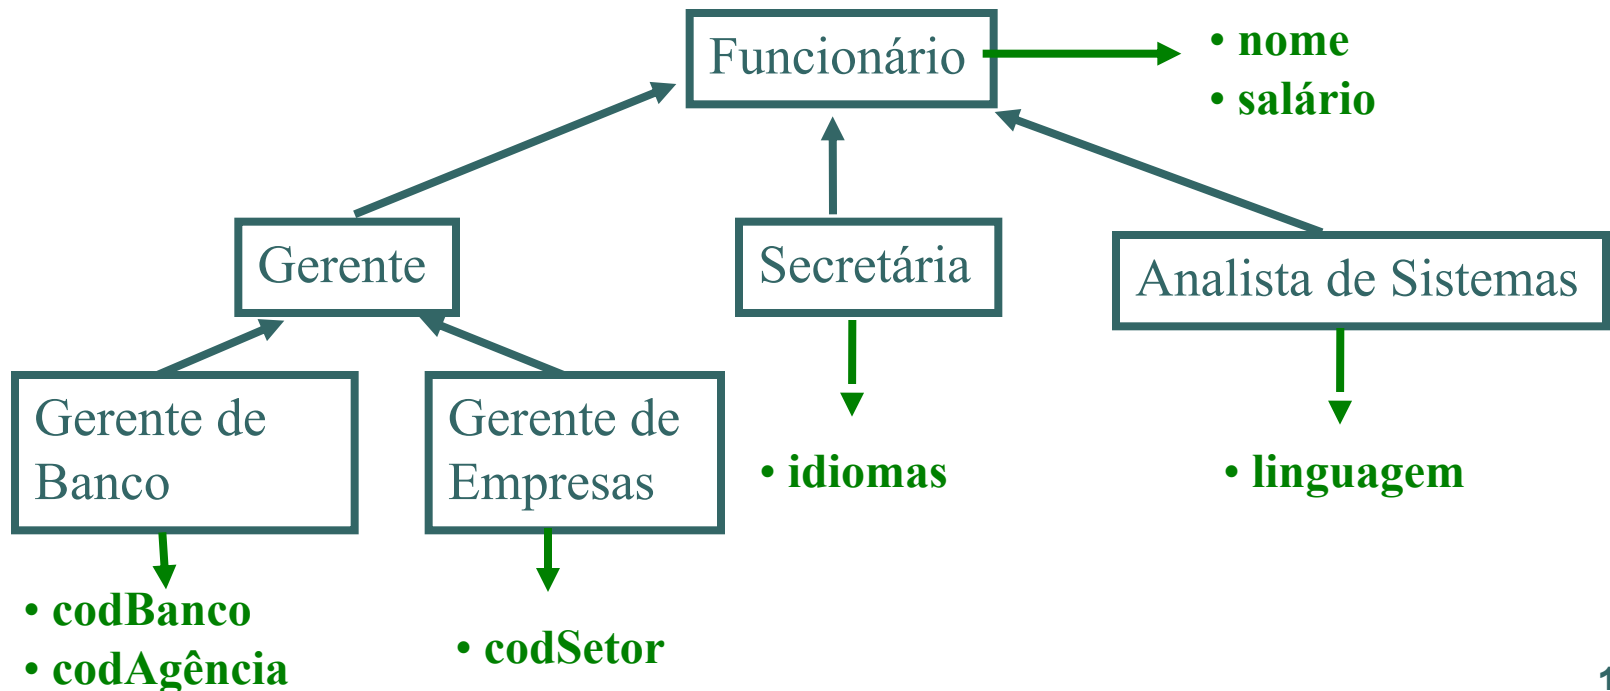 Funcionário
• nome
• salário
Gerente
Secretária
Analista de Sistemas
Gerente de
Banco
Gerente de
Empresas
• idiomas
• linguagem
• codBanco
• codAgência
• codSetor
1